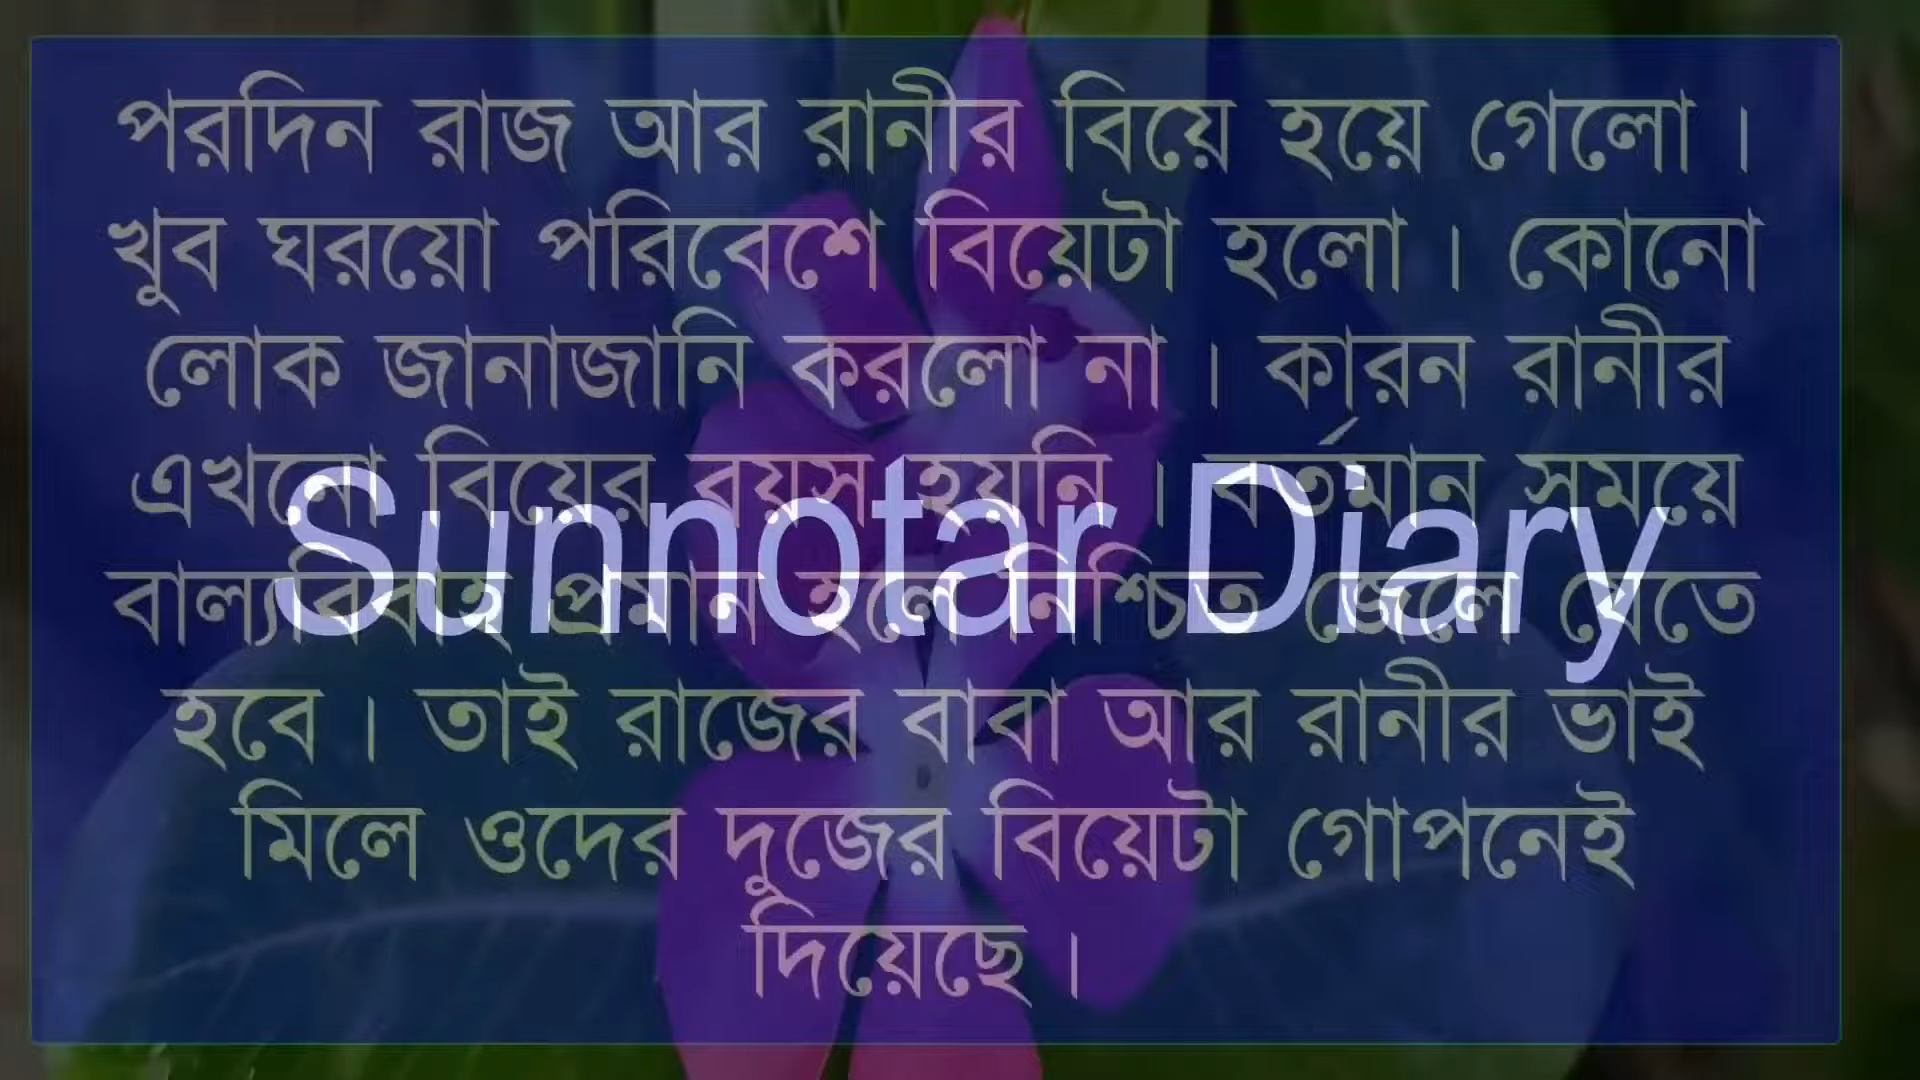 পরদিন রাজ আর রানীর বিয়ে হয়ে গেলো ।
খুব ঘরয়ো পরিবেশে বিয়েটা হলো । কোনো
লোক জানাজানি করলো না । কারন রানীর
এখনো বিয়ের বয়স হয়নি । বর্তমান সময়ে
Sunnotar Diary
বাল্যবিবাহ প্রমান হলে নিশ্চিত জেলে যেতে
হবে । তাই রাজের বাবা আর রানীর ভাই
মিলে ওদের দুজের বিয়েটা গোপনেই
দিয়েছে ।